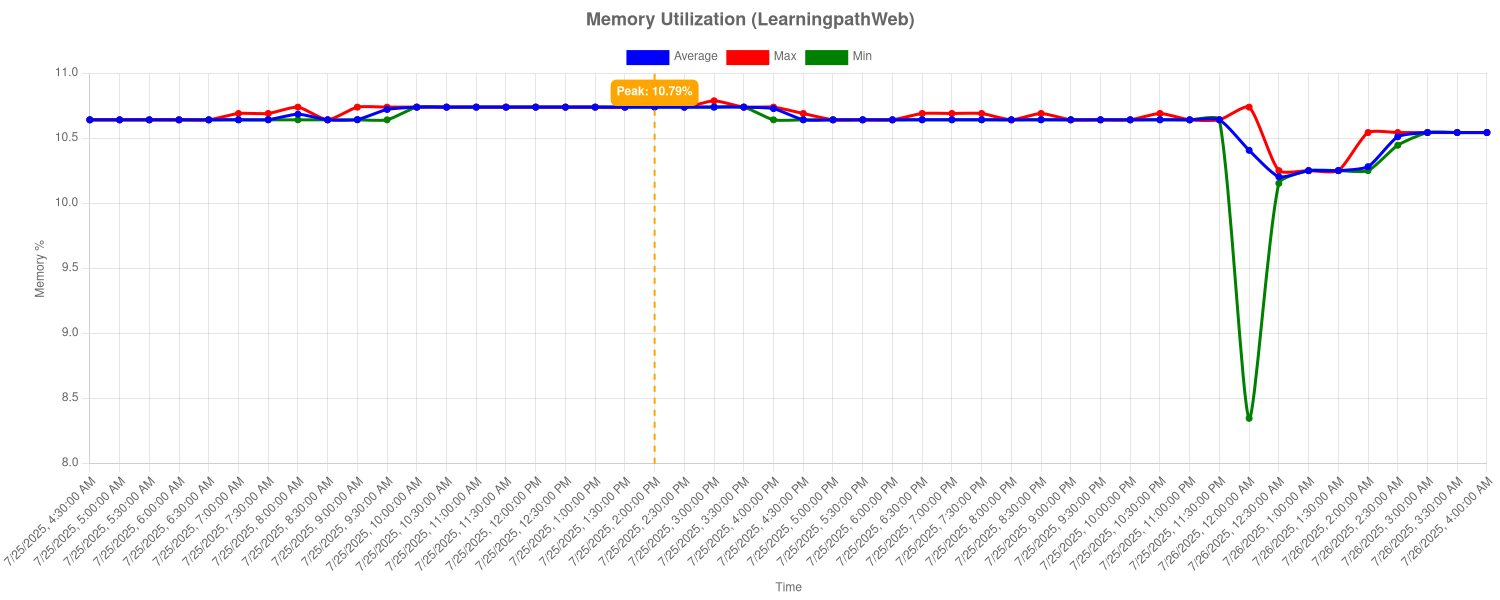 Memory Utilization (LearningpathWeb)
Average Max Min
Peak: 10.79%
11.0
10.5
10.0
9.5
9.0
8.5
8.0
Memory %
7/25/2025, 4:30:00 AM
7/25/2025, 5:00:00 AM
7/25/2025, 5:30:00 AM
7/25/2025, 6:00:00 AM
7/25/2025, 6:30:00 AM
7/25/2025, 7:00:00 AM
7/25/2025, 7:30:00 AM
7/25/2025, 8:00:00 AM
7/25/2025, 8:30:00 AM
7/25/2025, 9:00:00 AM
7/25/2025, 9:30:00 AM
7/25/2025, 10:00:00 AM
7/25/2025, 10:30:00 AM
7/25/2025, 11:00:00 AM
7/25/2025, 11:30:00 AM
7/25/2025, 12:00:00 PM
7/25/2025, 12:30:00 PM
7/25/2025, 1:00:00 PM
7/25/2025, 1:30:00 PM
7/25/2025, 2:00:00 PM
7/25/2025, 2:30:00 PM
7/25/2025, 3:00:00 PM
7/25/2025, 3:30:00 PM
7/25/2025, 4:00:00 PM
7/25/2025, 4:30:00 PM
7/25/2025, 5:00:00 PM
7/25/2025, 5:30:00 PM
7/25/2025, 6:00:00 PM
7/25/2025, 6:30:00 PM
7/25/2025, 7:00:00 PM
7/25/2025, 7:30:00 PM
7/25/2025, 8:00:00 PM
7/25/2025, 8:30:00 PM
7/25/2025, 9:00:00 PM
7/25/2025, 9:30:00 PM
7/25/2025, 10:00:00 PM
7/25/2025, 10:30:00 PM
7/25/2025, 11:00:00 PM
7/25/2025, 11:30:00 PM
7/26/2025, 12:00:00 AM
7/26/2025, 12:30:00 AM
7/26/2025, 1:00:00 AM
7/26/2025, 1:30:00 AM
7/26/2025, 2:00:00 AM
7/26/2025, 2:30:00 AM
7/26/2025, 3:00:00 AM
7/26/2025, 3:30:00 AM
7/26/2025, 4:00:00 AM
Time